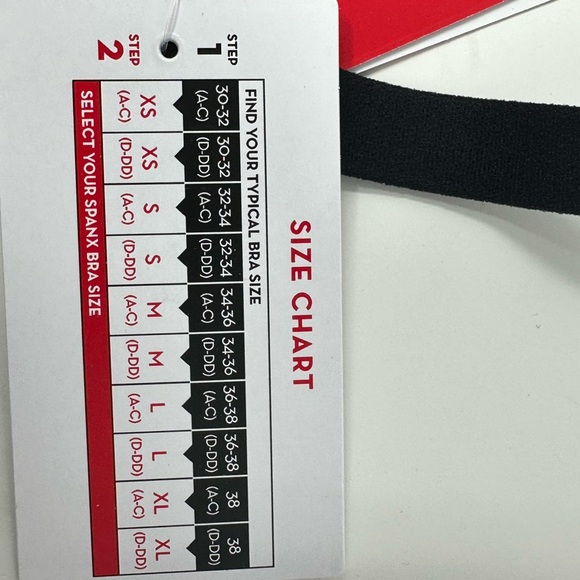 SIZE CHART
STEP
1
FIND YOUR TYPICAL BRA SIZE
30-32 30-32 32-34 32-34 34-36 34-36 36-38 36-38 38 38
(A-C) (D-DD) (A-C) (D-DD) (A-C) (D-DD) (A-C) (D-DD) (A-C) (D-DD)
STEP
2
XS XS S S M M L L XL XL
(A-C) (D-DD) (A-C) (D-DD) (A-C) (D-DD) (A-C) (D-DD) (A-C) (D-DD)
SELECT YOUR SPANX BRA SIZE